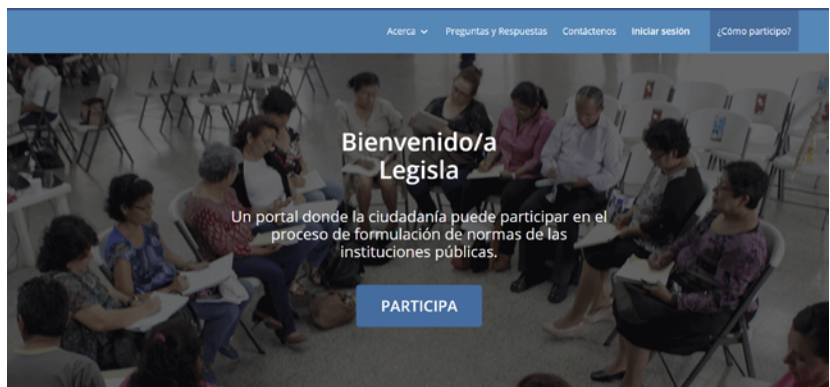 Acerca
Preguntas y Respuestas
Contáctenos
Iniciar sesión
¿Cómo participo?
Bienvenido/a
Legisla
Un portal donde la ciudadanía puede participar en el
proceso de formulación de normas de las
instituciones públicas.
PARTICIPA